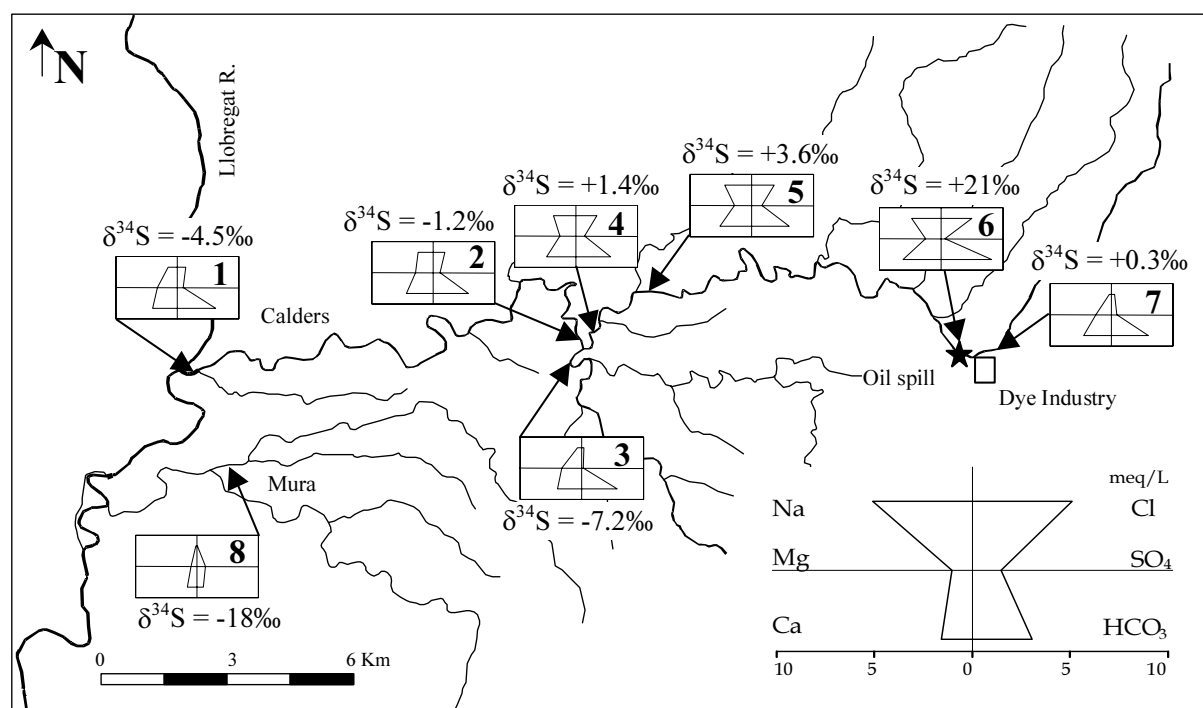 N
Llobregat R.
δ³⁴S = +3.6‰
5
δ³⁴S = +1.4‰
4
δ³⁴S = +21‰
6
δ³⁴S = -1.2‰
2
δ³⁴S = -4.5‰
1
δ³⁴S = +0.3‰
7
Calders
Oil spill
Dye Industry
3
δ³⁴S = -7.2‰
Mura
8
δ³⁴S = -18‰
0 3 6 Km
meq/L
Na Cl
Mg SO₄
Ca HCO₃
10 5 0 5 10